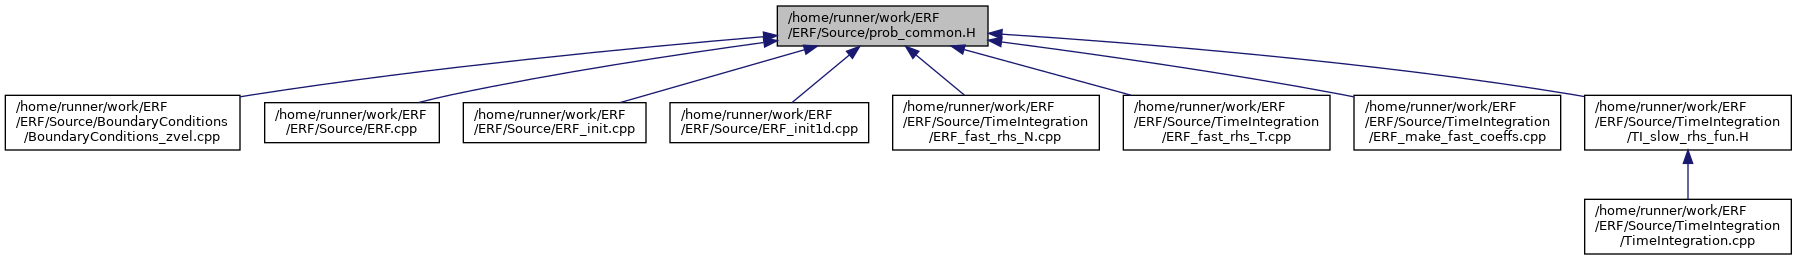 /home/runner/work/ERF
/ERF/Source/prob_common.H
/home/runner/work/ERF
/ERF/Source/BoundaryConditions
/BoundaryConditions_zvel.cpp
/home/runner/work/ERF
/ERF/Source/ERF.cpp
/home/runner/work/ERF
/ERF/Source/ERF_init.cpp
/home/runner/work/ERF
/ERF/Source/ERF_init1d.cpp
/home/runner/work/ERF
/ERF/Source/TimeIntegration
/ERF_fast_rhs_N.cpp
/home/runner/work/ERF
/ERF/Source/TimeIntegration
/ERF_fast_rhs_T.cpp
/home/runner/work/ERF
/ERF/Source/TimeIntegration
/ERF_make_fast_coeffs.cpp
/home/runner/work/ERF
/ERF/Source/TimeIntegration
/TI_slow_rhs_fun.H
/home/runner/work/ERF
/ERF/Source/TimeIntegration
/TimeIntegration.cpp